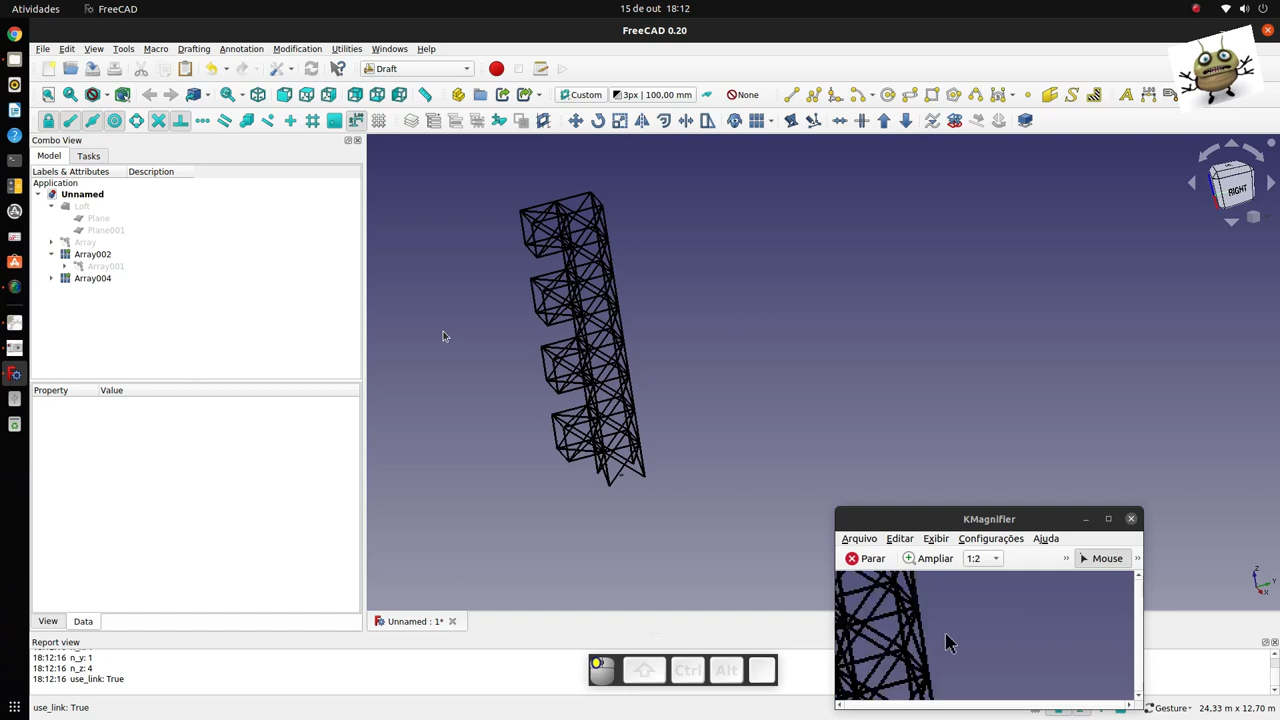 Atividades
FreeCAD
15 de out 18:12
FreeCAD 0.20
File Edit View Tools Macro Drafting Annotation Modification Utilities Windows Help
Draft
Custom
3px | 100,00 mm
None
Combo View
Model Tasks
Labels & Attributes Description
Application
Unnamed
Loft
Plane
Plane001
Array
Array002
Array001
Array004
RIGHT
Property Value
KMagnifier
Arquivo Editar Exibir Configurações Ajuda
Parar Ampliar 1:2 Mouse
View Data
Unnamed : 1*
Report view
18:12:16 n_y: 1
18:12:16 n_z: 4
18:12:16 use_link: True
Ctrl Alt
use_link: True
Gesture 24,33 m x 12,70 m